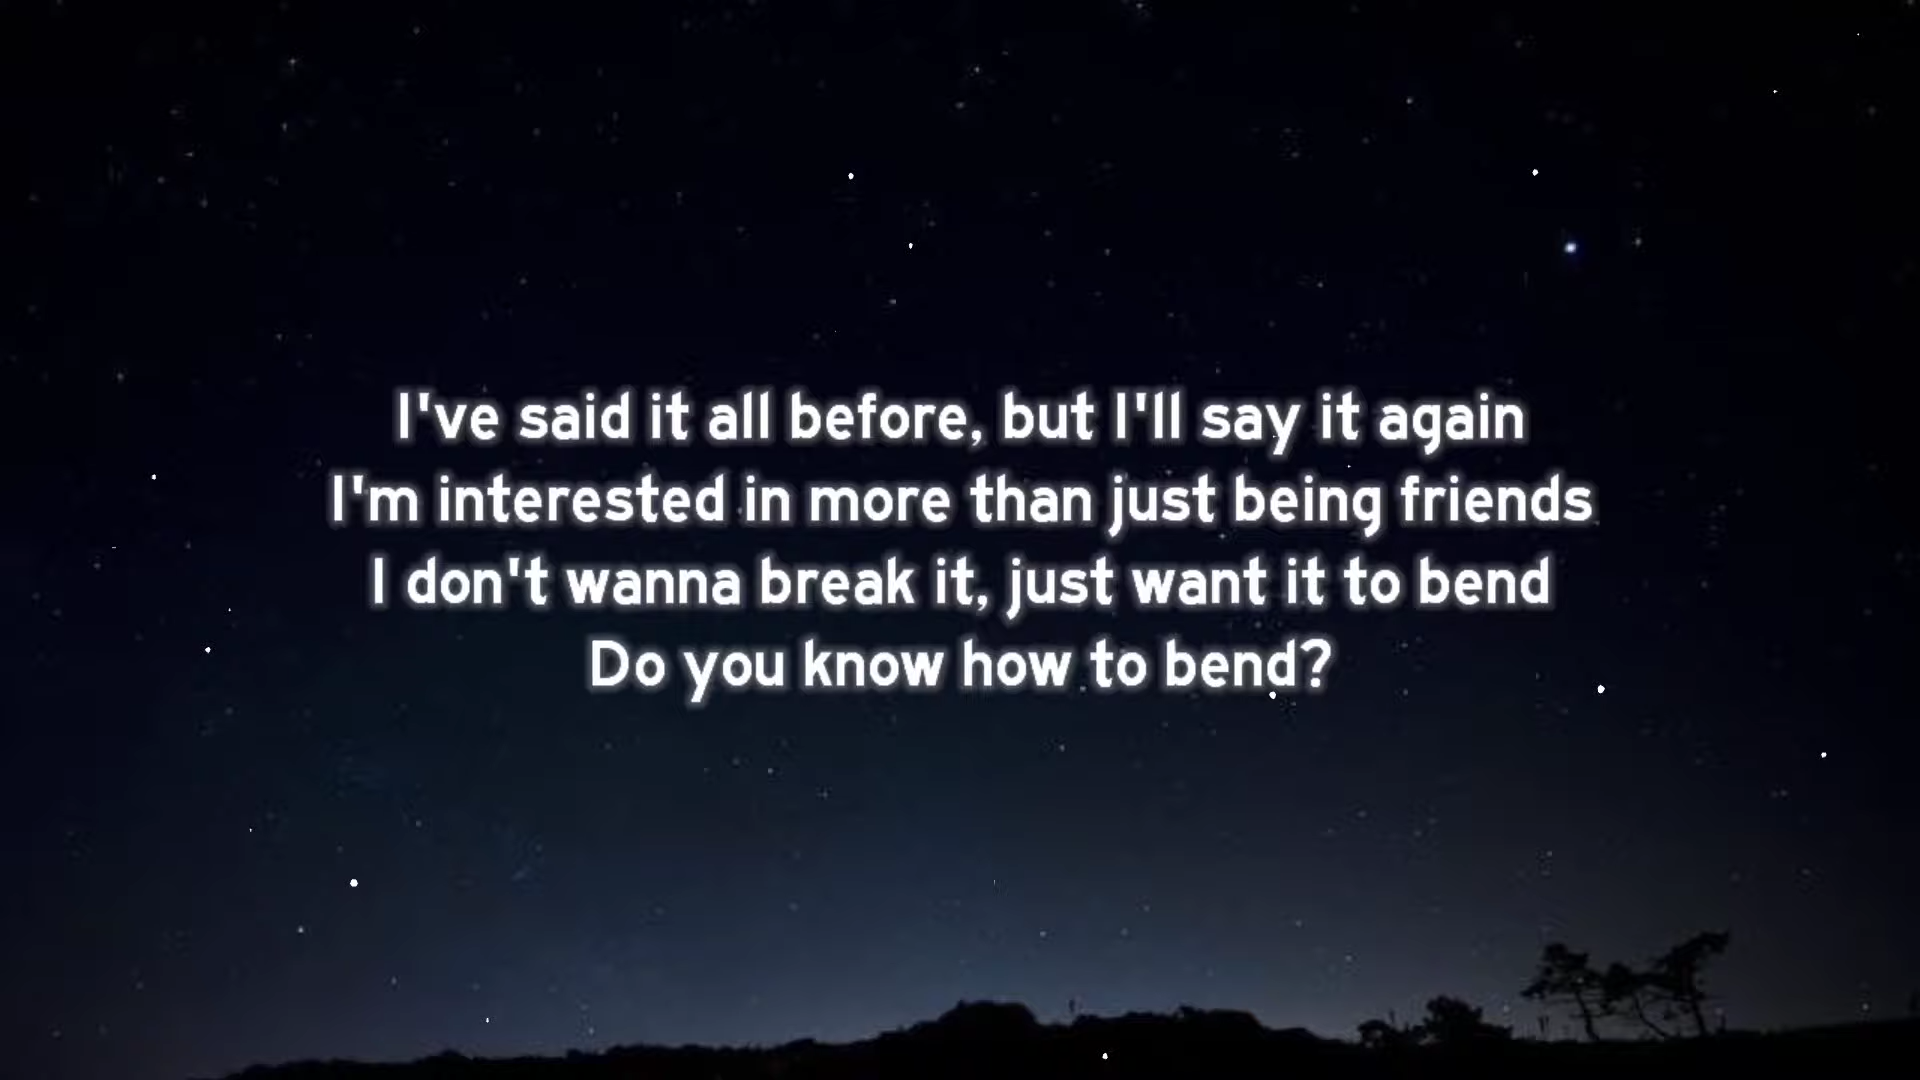 I've said it all before, but I'll say it again
I'm interested in more than just being friends
I don't wanna break it, just want it to bend
Do you know how to bend?